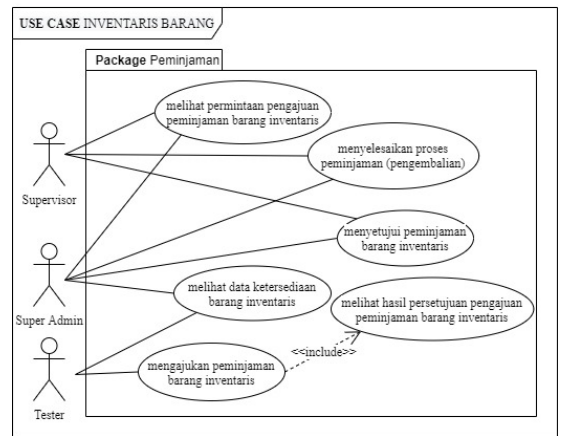 USE CASE INVENTARIS BARANG
Package Peminjaman
melihat permintaan pengajuan
peminjaman barang inventaris
menyelesaikan proses
peminjaman (pengembalian)
Supervisor
menyetujui peminjaman
barang inventaris
melihat data ketersediaan
barang inventaris
melihat hasil persetujuan pengajuan
peminjaman barang inventaris
Super Admin
<<include>>
mengajukan peminjaman
barang inventaris
Tester